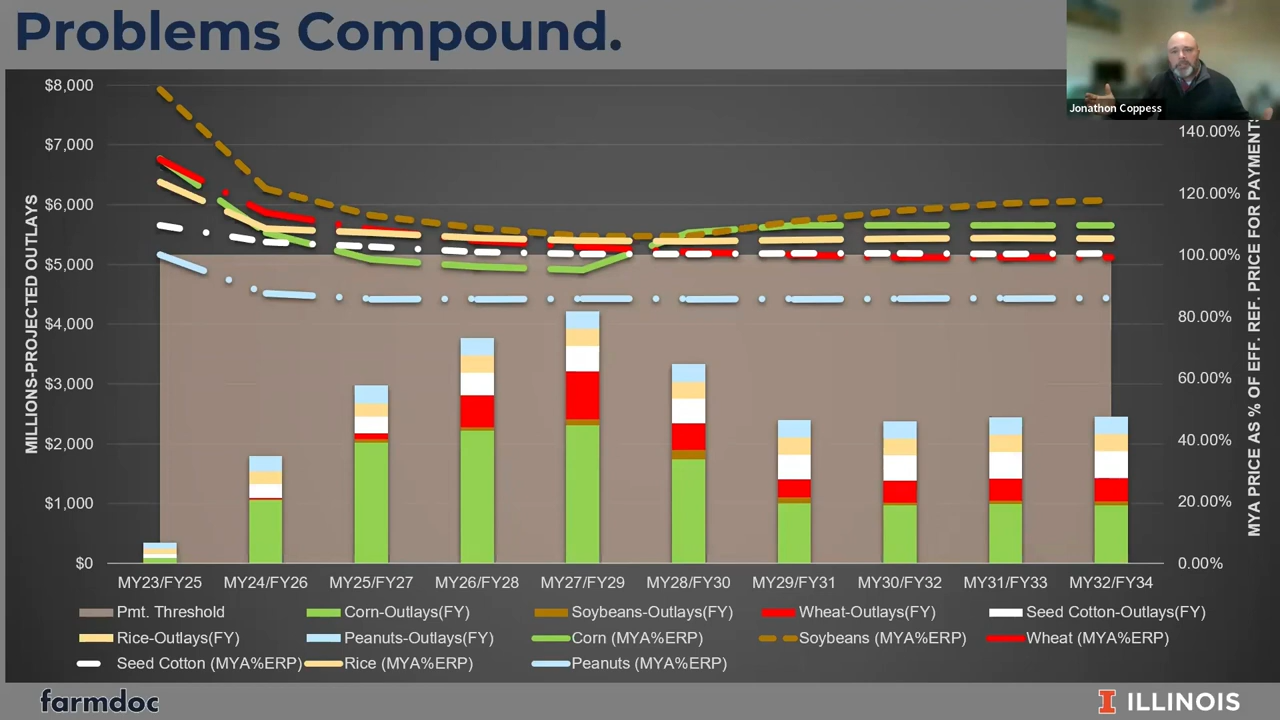 Problems Compound.
Jonathon Coppess
$8,000
$7,000
$6,000
$5,000
$4,000
$3,000
$2,000
$1,000
$0
MILLIONS-PROJECTED OUTLAYS
140.00%
120.00%
100.00%
80.00%
60.00%
40.00%
20.00%
0.00%
MYA PRICE AS % OF EFF. REF. PRICE FOR PAYMENTS
MY23/FY25 MY24/FY26 MY25/FY27 MY26/FY28 MY27/FY29 MY28/FY30 MY29/FY31 MY30/FY32 MY31/FY33 MY32/FY34
Pmt. Threshold Corn-Outlays(FY) Soybeans-Outlays(FY) Wheat-Outlays(FY) Seed Cotton-Outlays(FY)
Rice-Outlays(FY) Peanuts-Outlays(FY) Corn (MYA%ERP) Soybeans (MYA%ERP) Wheat (MYA%ERP)
Seed Cotton (MYA%ERP) Rice (MYA%ERP) Peanuts (MYA%ERP)
farmdoc
I ILLINOIS